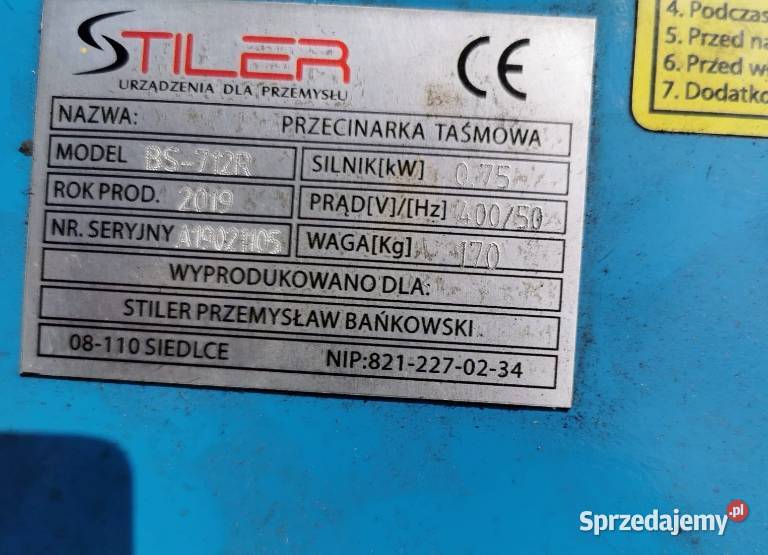 STILER
CE
URZĄDZENIA DLA PRZEMYSŁU
NAZWA: PRZECINARKA TAŚMOWA
MODEL BS-712R SILNIK[kW] 0.75
ROK PROD. 2019 PRĄD[V]/[Hz] 400/50
NR. SERYJNY A19021105 WAGA[Kg] 170
WYPRODUKOWANO DLA:
STILER PRZEMYSŁAW BAŃKOWSKI
08-110 SIEDLCE NIP:821-227-02-34
4. Podczas
5. Przed na
6. Przed wy
7. Dodatko
Sprzedajemy.pl